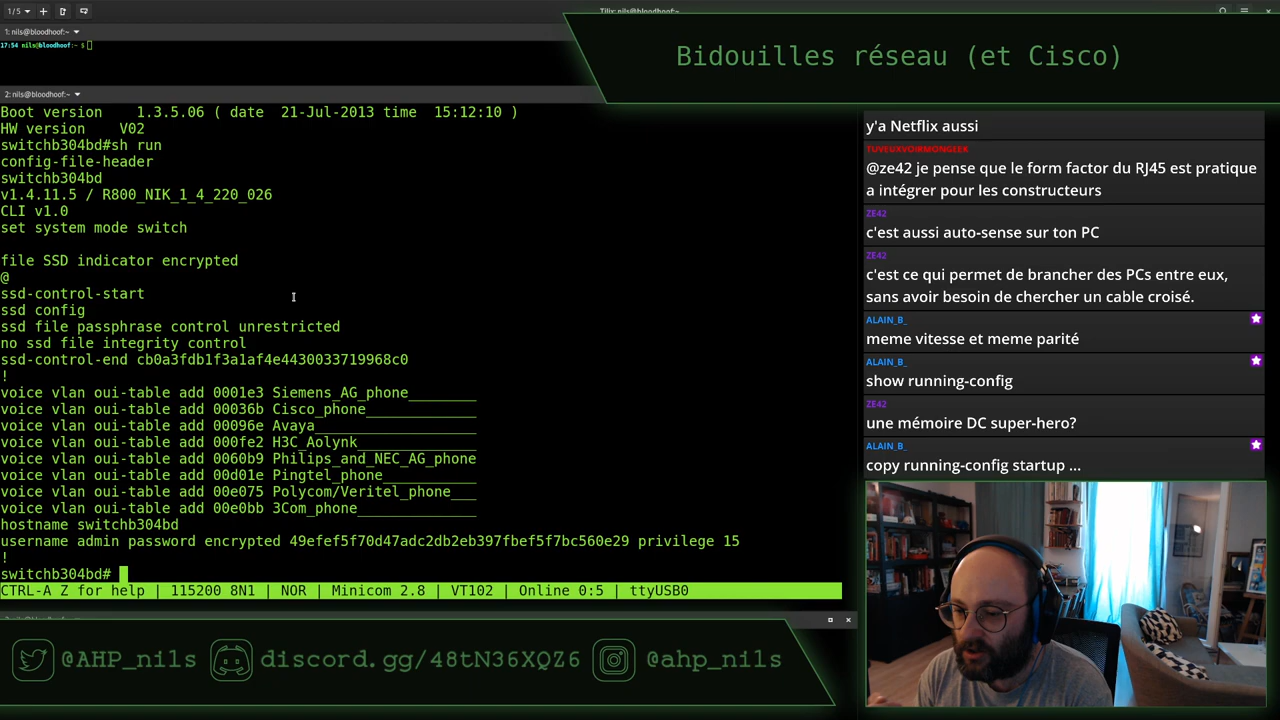 1/5
Tilix: nils@bloodhoof:~
1: nils@bloodhoof:~
17:54 nils@bloodhoof:~ $
Bidouilles réseau (et Cisco)
2: nils@bloodhoof:~
Boot version    1.3.5.06 ( date  21-Jul-2013 time  15:12:10 )
HW version    V02
switchb304bd#sh run
config-file-header
switchb304bd
v1.4.11.5 / R800_NIK_1_4_220_026
CLI v1.0
set system mode switch
file SSD indicator encrypted
@
ssd-control-start
ssd config
ssd file passphrase control unrestricted
no ssd file integrity control
ssd-control-end cb0a3fdb1f3a1af4e4430033719968c0
!
voice vlan oui-table add 0001e3 Siemens_AG_phone________
voice vlan oui-table add 00036b Cisco_phone_____________
voice vlan oui-table add 00096e Avaya___________________
voice vlan oui-table add 000fe2 H3C_Aolynk______________
voice vlan oui-table add 0060b9 Philips_and_NEC_AG_phone
voice vlan oui-table add 00d01e Pingtel_phone___________
voice vlan oui-table add 00e075 Polycom/Veritel_phone___
voice vlan oui-table add 00e0bb 3Com_phone______________
hostname switchb304bd
username admin password encrypted 49efef5f70d47adc2db2eb397fbef5f7bc560e29 privilege 15
!
switchb304bd#
CTRL-A Z for help | 115200 8N1 | NOR | Minicom 2.8 | VT102 | Online 0:5 | ttyUSB0
y'a Netflix aussi
TUVEUXVOIRMONGEEK
@ze42 je pense que le form factor du RJ45 est pratique
a intégrer pour les constructeurs
ZE42
c'est aussi auto-sense sur ton PC
ZE42
c'est ce qui permet de brancher des PCs entre eux,
sans avoir besoin de chercher un cable croisé.
ALAIN_B_
meme vitesse et meme parité
ALAIN_B_
show running-config
ZE42
une mémoire DC super-hero?
ALAIN_B_
copy running-config startup ...
@AHP_nils
discord.gg/48tN36XQZ6
@ahp_nils